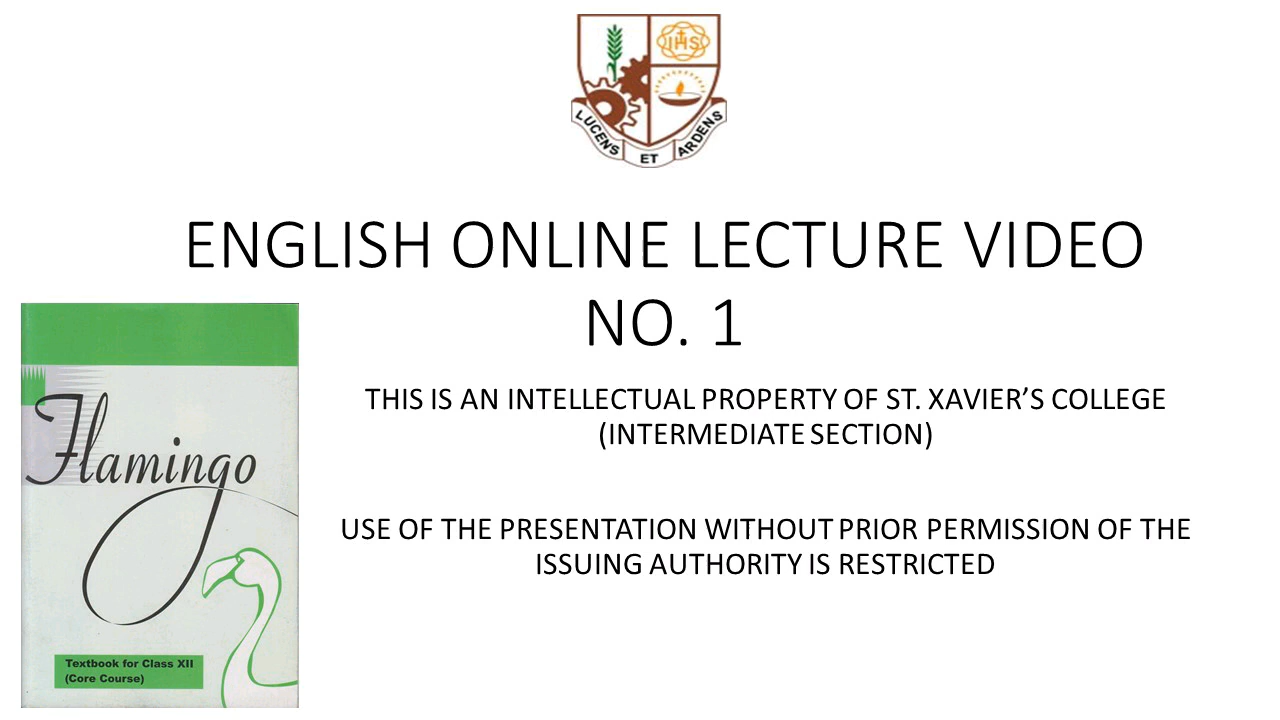 IHS
LUCENS ET ARDENS
ENGLISH ONLINE LECTURE VIDEO
NO. 1
THIS IS AN INTELLECTUAL PROPERTY OF ST. XAVIER’S COLLEGE
(INTERMEDIATE SECTION)
USE OF THE PRESENTATION WITHOUT PRIOR PERMISSION OF THE
ISSUING AUTHORITY IS RESTRICTED
Flamingo
Textbook for Class XII
(Core Course)